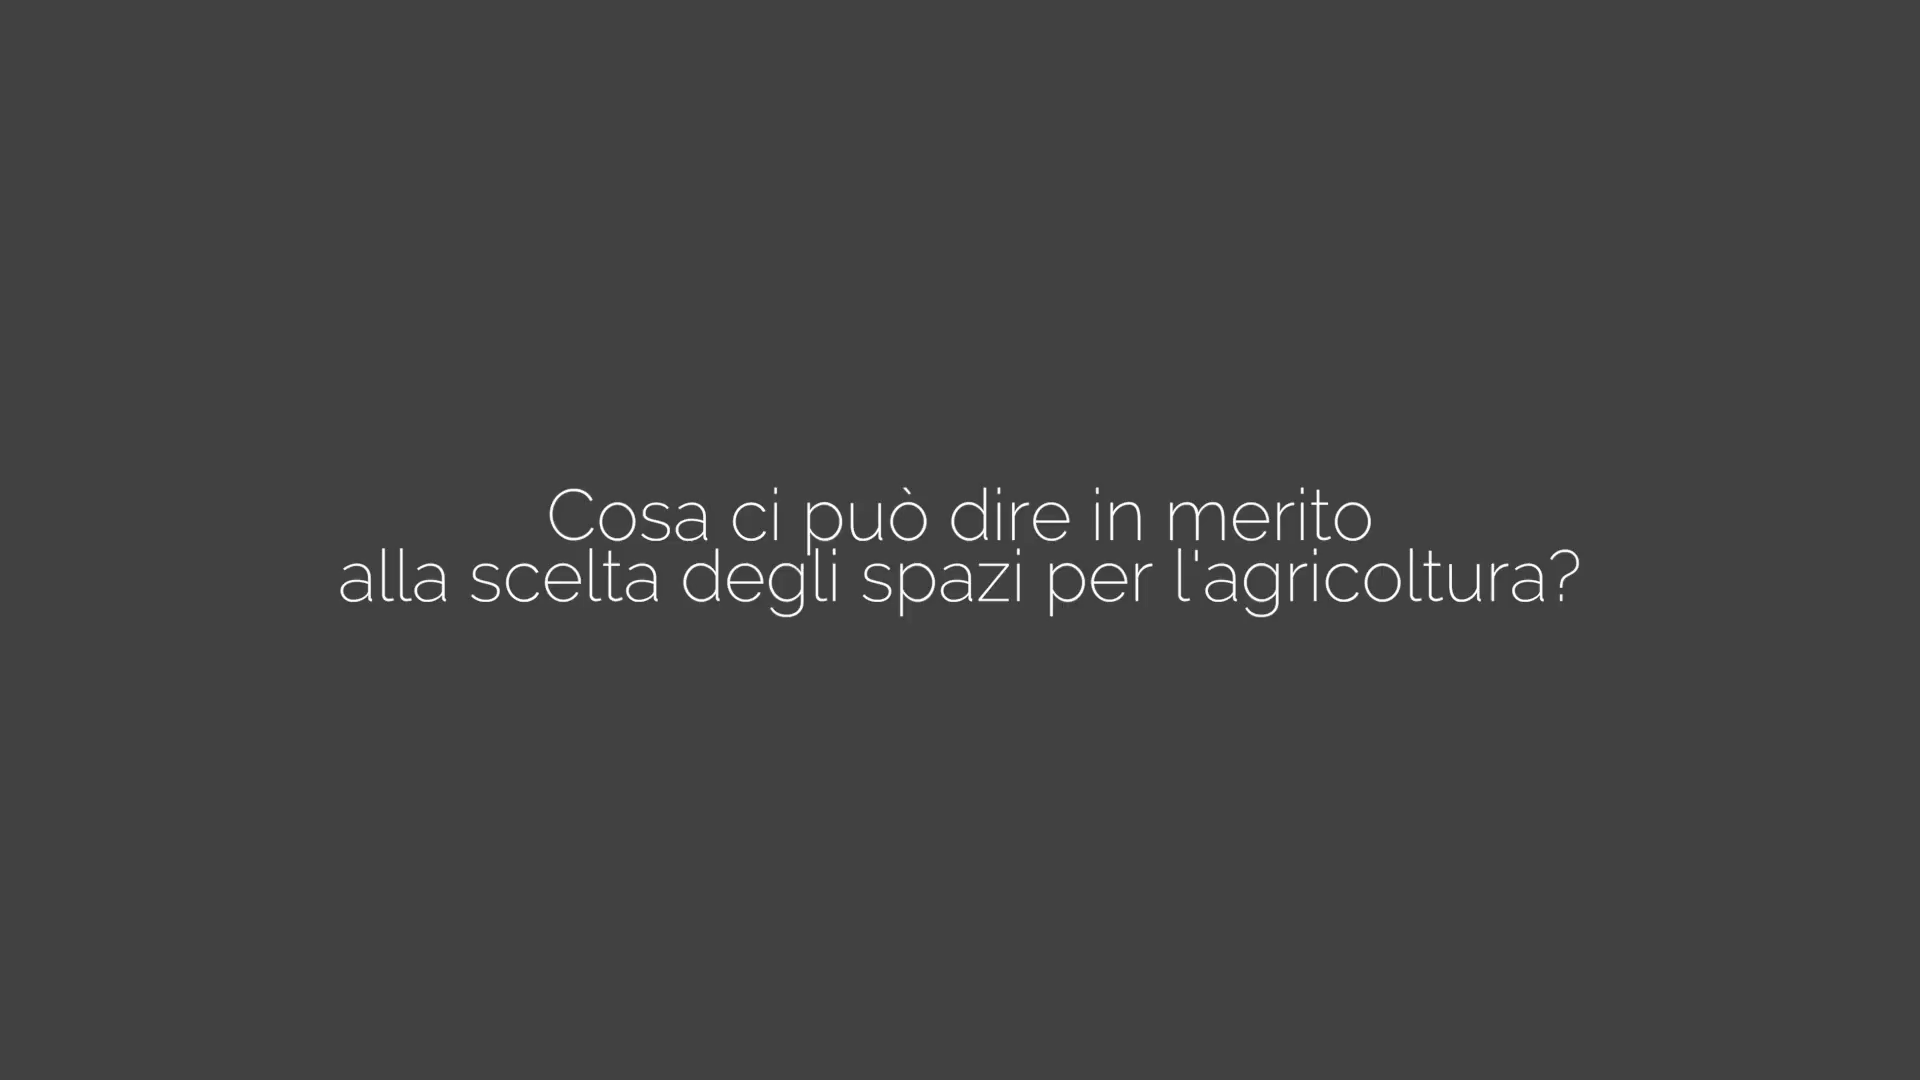 Cosa ci può dire in merito
alla scelta degli spazi per l'agricoltura?